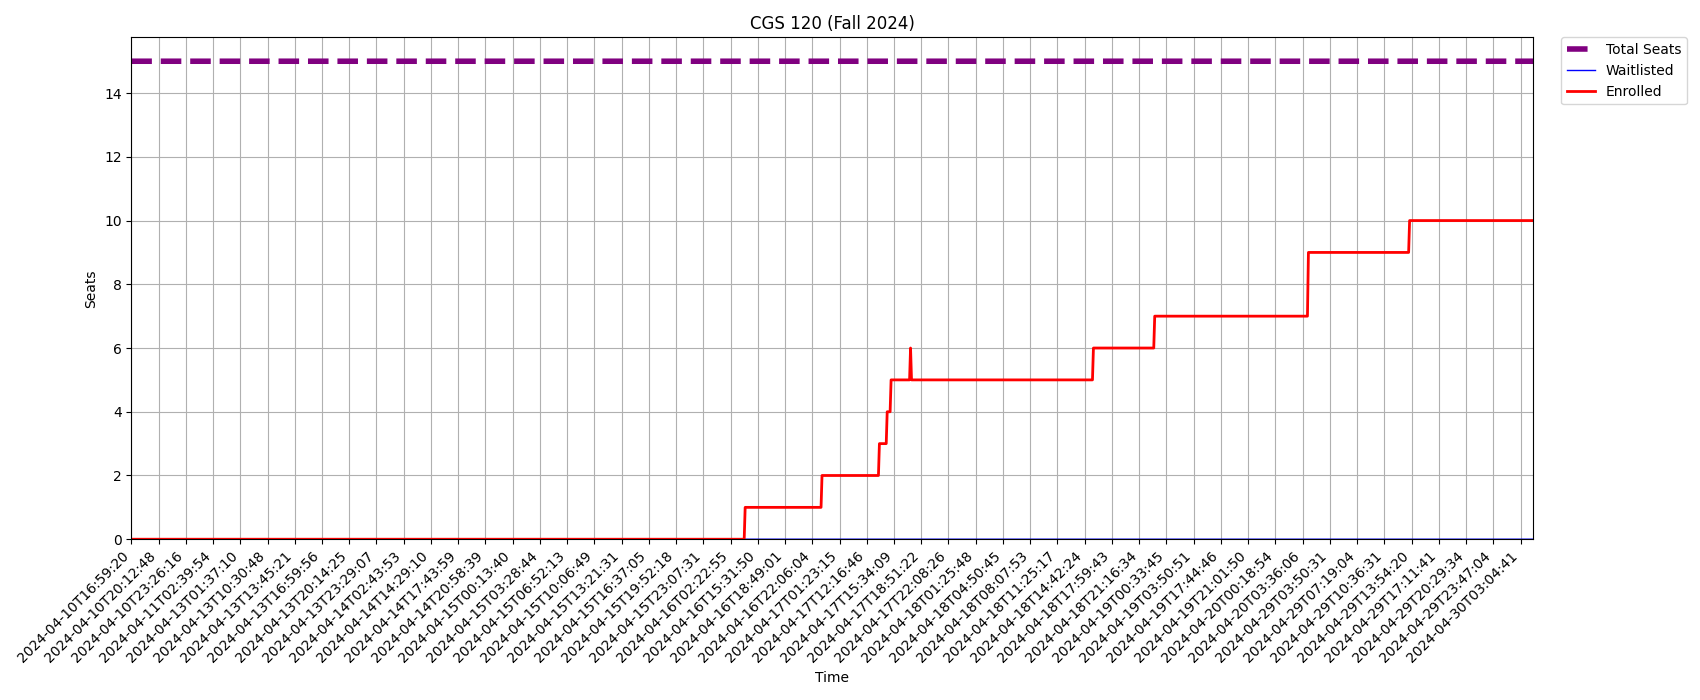 CGS 120 (Fall 2024)
Total Seats
Waitlisted
Enrolled
Seats
14
12
10
8
6
4
2
0
2024-04-10T16:59:20
2024-04-10T20:12:48
2024-04-10T23:26:16
2024-04-11T02:39:54
2024-04-13T01:37:10
2024-04-13T10:30:48
2024-04-13T13:45:21
2024-04-13T16:59:56
2024-04-13T20:14:25
2024-04-13T23:29:07
2024-04-14T02:43:53
2024-04-14T14:29:10
2024-04-14T17:43:59
2024-04-14T20:58:39
2024-04-15T00:13:40
2024-04-15T03:28:44
2024-04-15T06:52:13
2024-04-15T10:06:49
2024-04-15T13:21:31
2024-04-15T16:37:05
2024-04-15T19:52:18
2024-04-15T23:07:31
2024-04-16T02:22:55
2024-04-16T15:31:50
2024-04-16T18:49:01
2024-04-16T22:06:04
2024-04-17T01:23:15
2024-04-17T12:16:46
2024-04-17T15:34:09
2024-04-17T18:51:22
2024-04-17T22:08:26
2024-04-18T01:25:48
2024-04-18T04:50:45
2024-04-18T08:07:53
2024-04-18T11:25:17
2024-04-18T14:42:24
2024-04-18T17:59:43
2024-04-18T21:16:34
2024-04-19T00:33:45
2024-04-19T03:50:51
2024-04-19T17:44:46
2024-04-19T21:01:50
2024-04-20T00:18:54
2024-04-20T03:36:06
2024-04-29T03:50:31
2024-04-29T07:19:04
2024-04-29T10:36:31
2024-04-29T13:54:20
2024-04-29T17:11:41
2024-04-29T20:29:34
2024-04-29T23:47:04
2024-04-30T03:04:41
Time